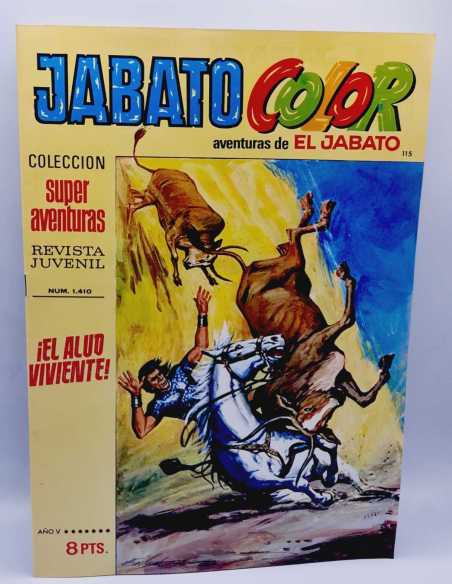 JABATO COLOR
aventuras de EL JABATO
115
COLECCION
super
aventuras
REVISTA
JUVENIL
NUM. 1.410
¡EL ALUD
VIVIENTE!
AÑO V
8 PTS.